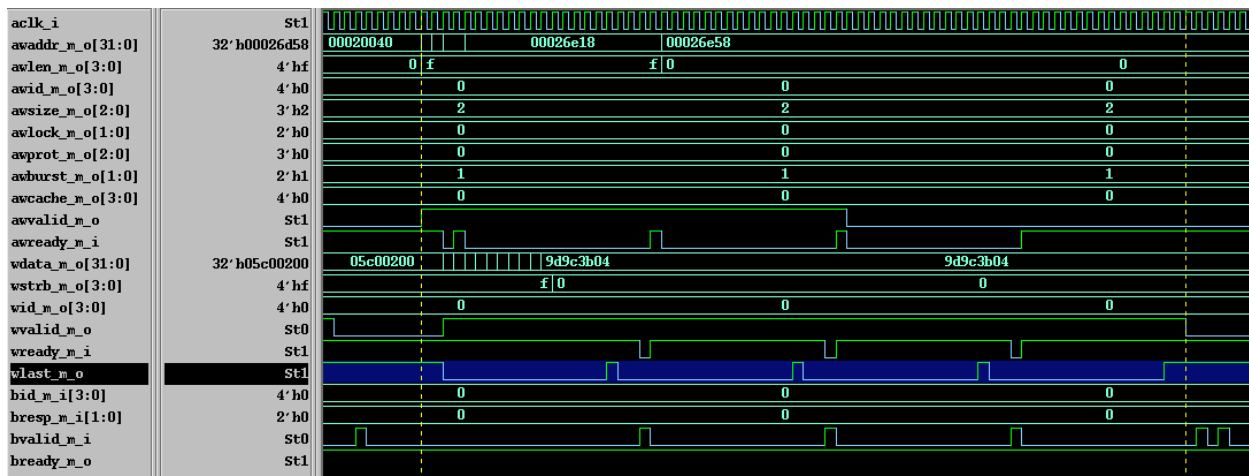 aclk_i St1
awaddr_m_o[31:0] 32'h00026d58 00020040 00026e18 00026e58
awlen_m_o[3:0] 4'hf 0 f f 0 0
awid_m_o[3:0] 4'h0 0 0 0
awsize_m_o[2:0] 3'h2 2 2 2
awlock_m_o[1:0] 2'h0 0 0 0
awprot_m_o[2:0] 3'h0 0 0 0
awburst_m_o[1:0] 2'h1 1 1 1
awcache_m_o[3:0] 4'h0 0 0 0
awvalid_m_o St1
awready_m_i St1
wdata_m_o[31:0] 32'h05c00200 05c00200 9d9c3b04 9d9c3b04
wstrb_m_o[3:0] 4'hf f 0 0
wid_m_o[3:0] 4'h0 0 0 0
wvalid_m_o St0
wready_m_i St1
wlast_m_o St1
bid_m_i[3:0] 4'h0 0 0 0
bresp_m_i[1:0] 2'h0 0 0 0
bvalid_m_i St0
bready_m_o St1